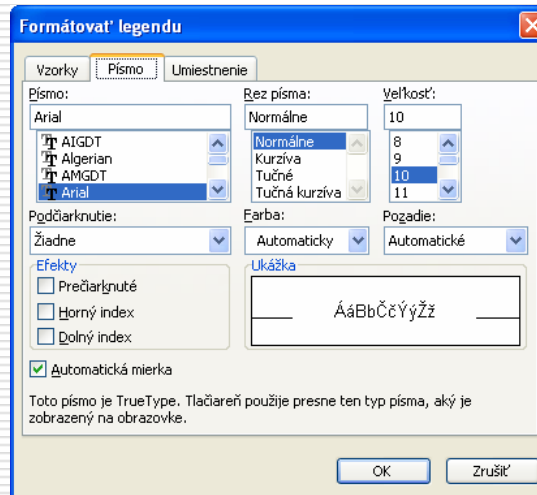 Formátovať legendu
Vzorky Písmo Umiestnenie
Písmo: Rez písma: Veľkosť:
Arial Normálne 10
AIGDT Normálne 8
Algerian Kurzíva 9
AMGDT Tučné 10
Arial Tučná kurzíva 11
Podčiarknutie: Farba: Pozadie:
Žiadne Automaticky Automatické
Efekty Ukážka
Prečiarknuté
Horný index
Dolný index
ÁáBbČčÝýŽž
Automatická mierka
Toto písmo je TrueType. Tlačiareň použije presne ten typ písma, aký je
zobrazený na obrazovke.
OK Zrušiť